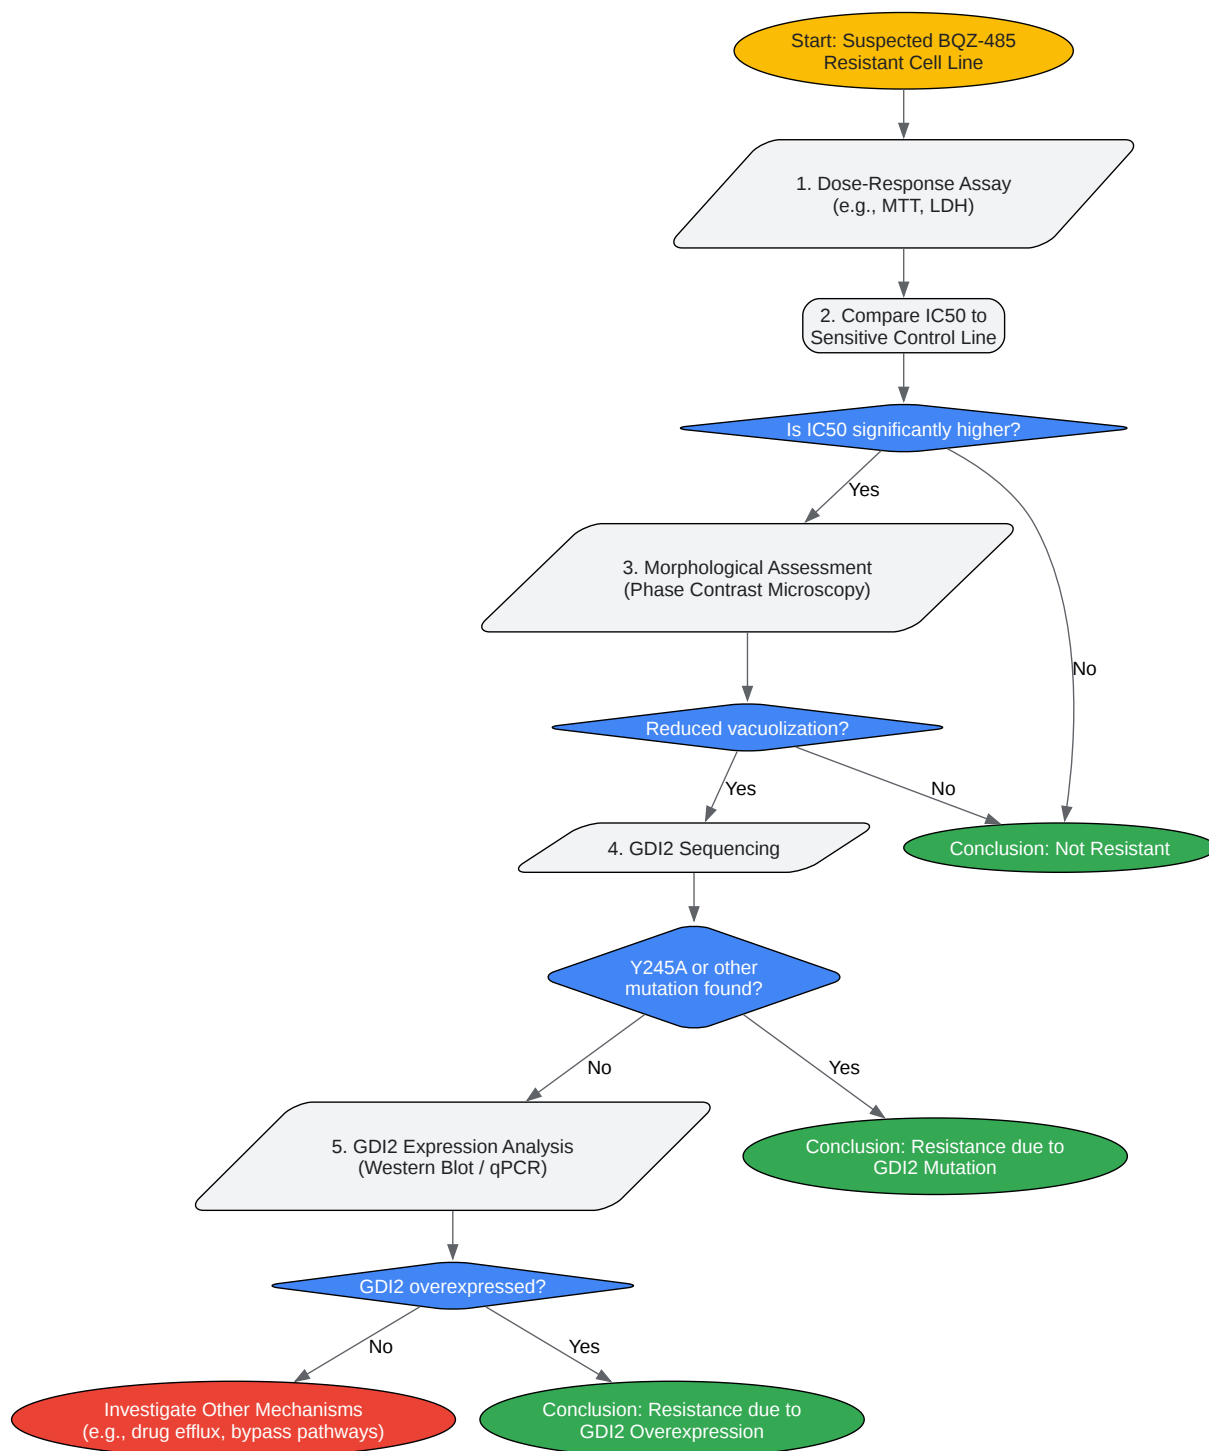 Start: Suspected BQZ-485
Resistant Cell Line
1. Dose-Response Assay
(e.g., MTT, LDH)
2. Compare IC50 to
Sensitive Control Line
Is IC50 significantly higher?
Yes
3. Morphological Assessment
(Phase Contrast Microscopy)
No
Reduced vacuolization?
Yes
No
4. GDI2 Sequencing
Conclusion: Not Resistant
Y245A or other
mutation found?
No
Yes
5. GDI2 Expression Analysis
(Western Blot / qPCR)
Conclusion: Resistance due to
GDI2 Mutation
GDI2 overexpressed?
No
Yes
Investigate Other Mechanisms
(e.g., drug efflux, bypass pathways)
Conclusion: Resistance due to
GDI2 Overexpression